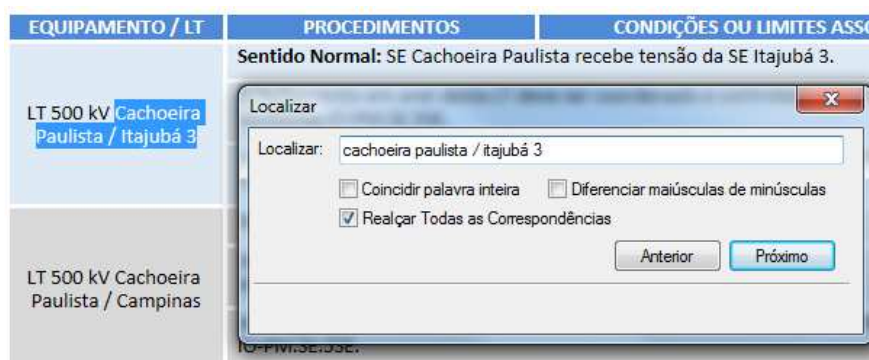 EQUIPAMENTO / LT PROCEDIMENTOS CONDIÇÕES OU LIMITES
Sentido Normal: SE Cachoeira Paulista recebe tensão da SE Itajubá 3.
LT 500 kV Cachoeira
Paulista / Itajubá 3
Localizar
Localizar: cachoeira paulista / itajubá 3
Coincidir palavra inteira Diferenciar maiúsculas de minúsculas
Realçar Todas as Correspondências
Anterior Próximo
LT 500 kV Cachoeira
Paulista / Campinas